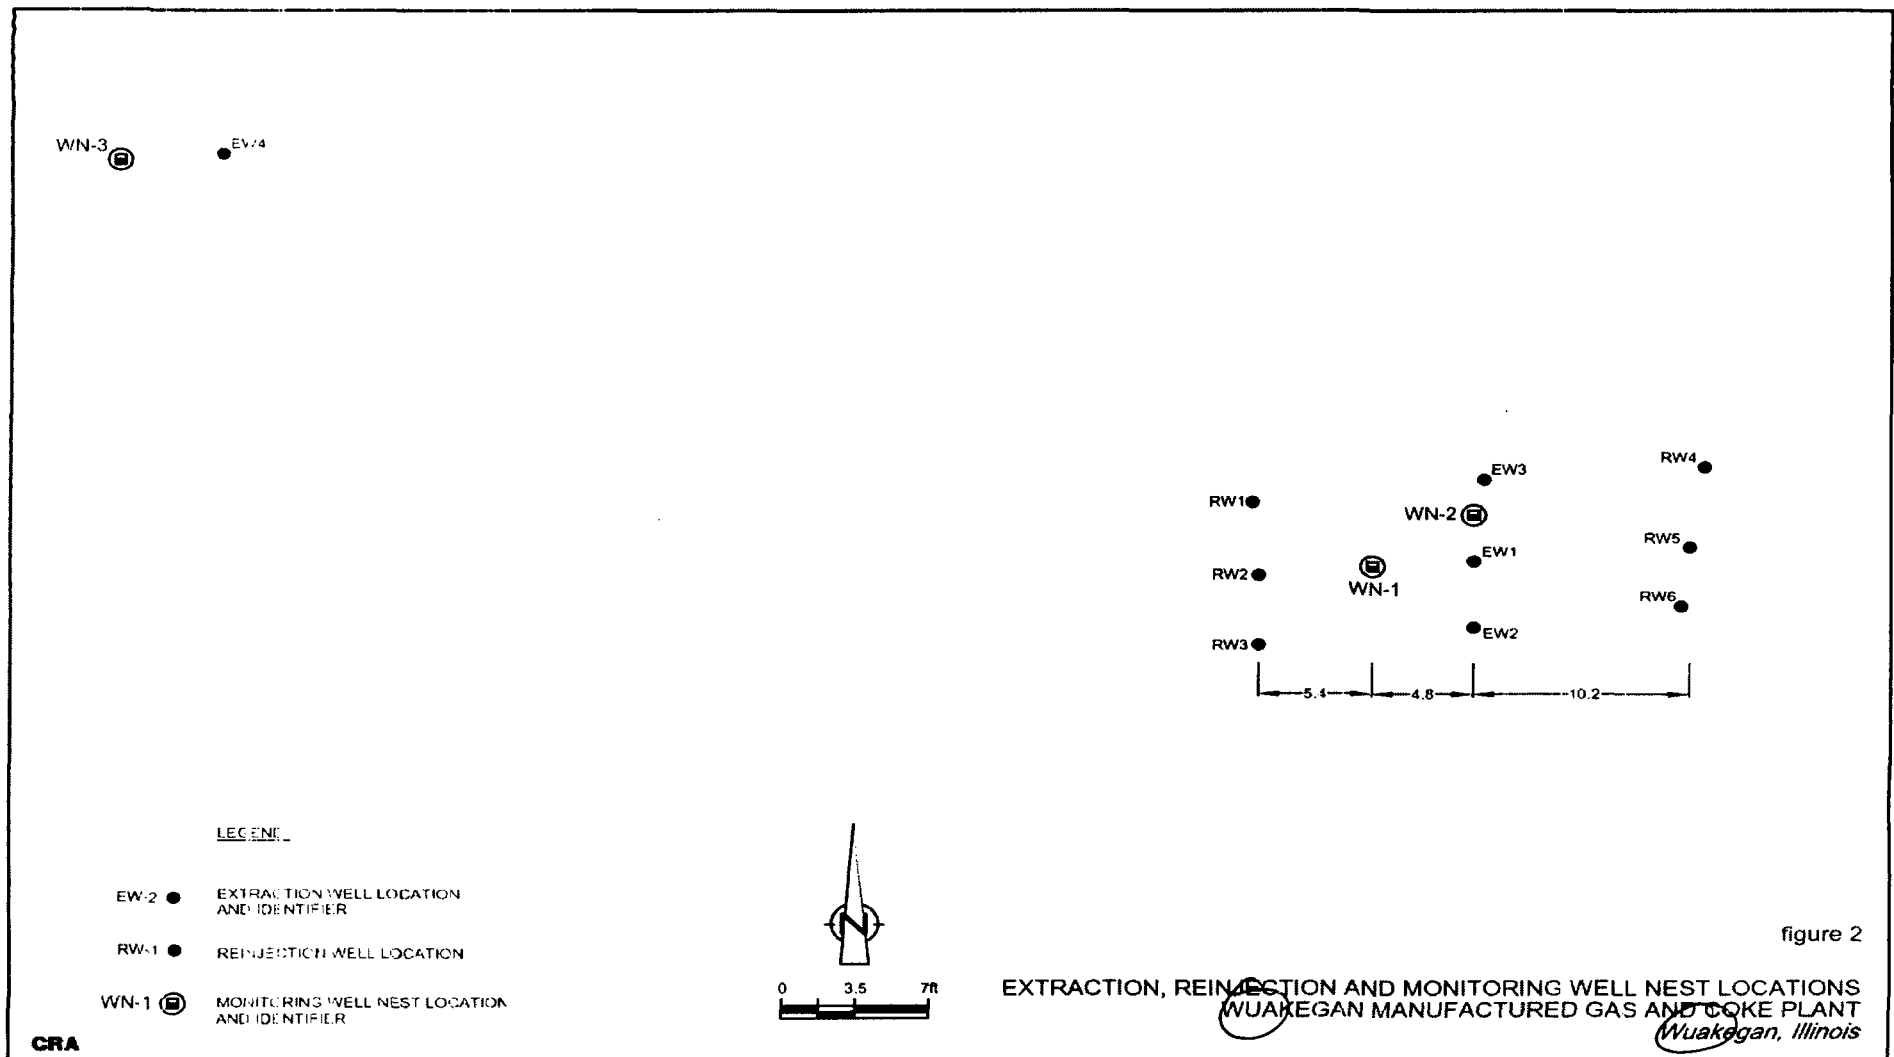 WN-3
EW4
RW4
EW3
RW1
WN-2
RW5
EW1
RW2
WN-1
RW6
EW2
RW3
5.4
4.8
10.2
LEGEND
EW-2 EXTRACTION WELL LOCATION
AND IDENTIFIER
RW-1 REINJECTION WELL LOCATION
WN-1 MONITORING WELL NEST LOCATION
AND IDENTIFIER
N
0 3.5 7ft
figure 2
EXTRACTION, REINJECTION AND MONITORING WELL NEST LOCATIONS
WUAKEGAN MANUFACTURED GAS AND COKE PLANT
Wuakegan, Illinois
CRA